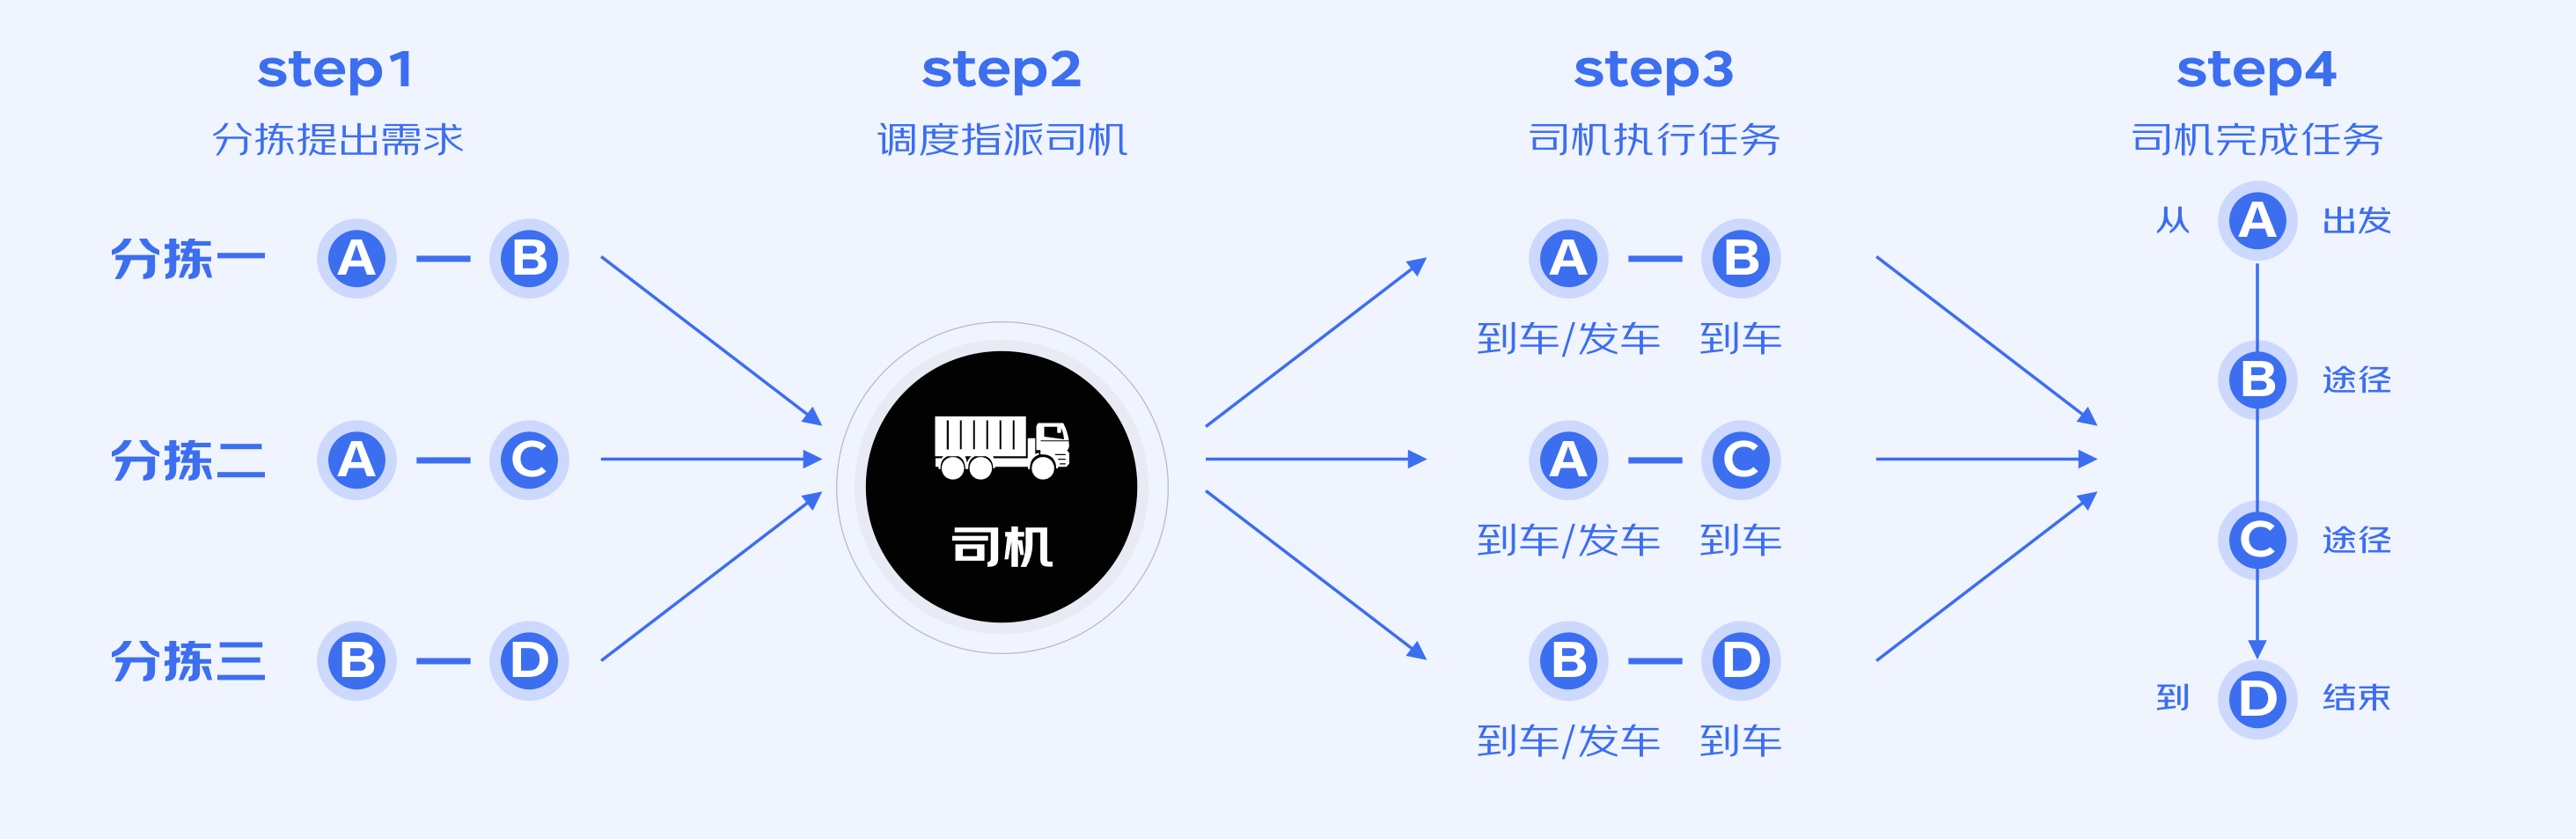 step1
分拣提出需求
分拣一 A — B
分拣二 A — C
分拣三 B — D
step2
调度指派司机
司机
step3
司机执行任务
A — B
到车/发车 到车
A — C
到车/发车 到车
B — D
到车/发车 到车
step4
司机完成任务
从 A 出发
B 途径
C 途径
到 D 结束